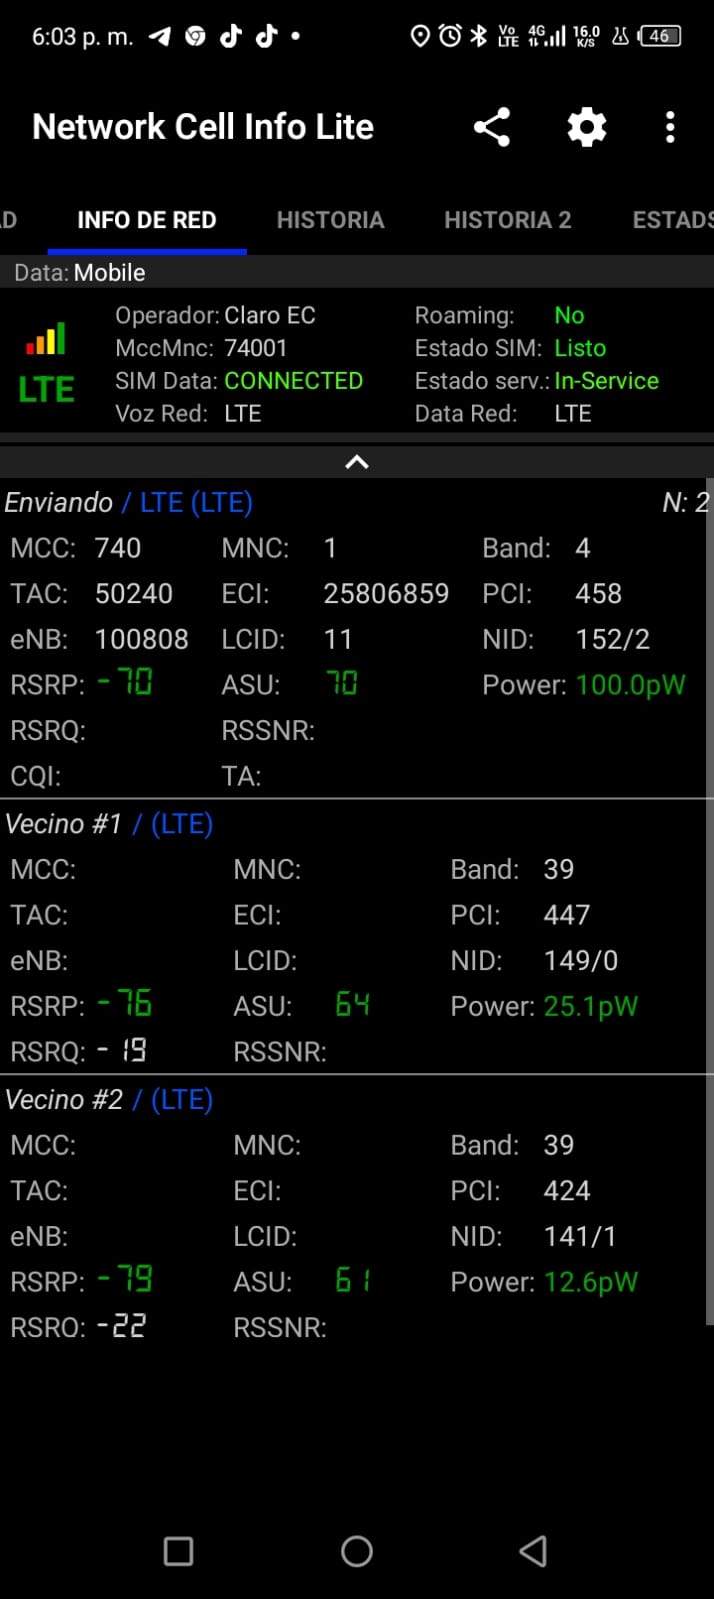 6:03 p. m. Vo LTE 4G 16.0 K/S 46
Network Cell Info Lite
AD INFO DE RED HISTORIA HISTORIA 2 ESTADS
Data: Mobile
Operador: Claro EC Roaming: No
MccMnc: 74001 Estado SIM: Listo
LTE SIM Data: CONNECTED Estado serv.: In-Service
Voz Red: LTE Data Red: LTE
Enviando / LTE (LTE) N: 2
MCC: 740 MNC: 1 Band: 4
TAC: 50240 ECI: 25806859 PCI: 458
eNB: 100808 LCID: 11 NID: 152/2
RSRP: -70 ASU: 70 Power: 100.0pW
RSRQ: RSSNR:
CQI: TA:
Vecino #1 / (LTE)
MCC: MNC: Band: 39
TAC: ECI: PCI: 447
eNB: LCID: NID: 149/0
RSRP: -76 ASU: 64 Power: 25.1pW
RSRQ: -19 RSSNR:
Vecino #2 / (LTE)
MCC: MNC: Band: 39
TAC: ECI: PCI: 424
eNB: LCID: NID: 141/1
RSRP: -79 ASU: 61 Power: 12.6pW
RSRQ: -22 RSSNR: